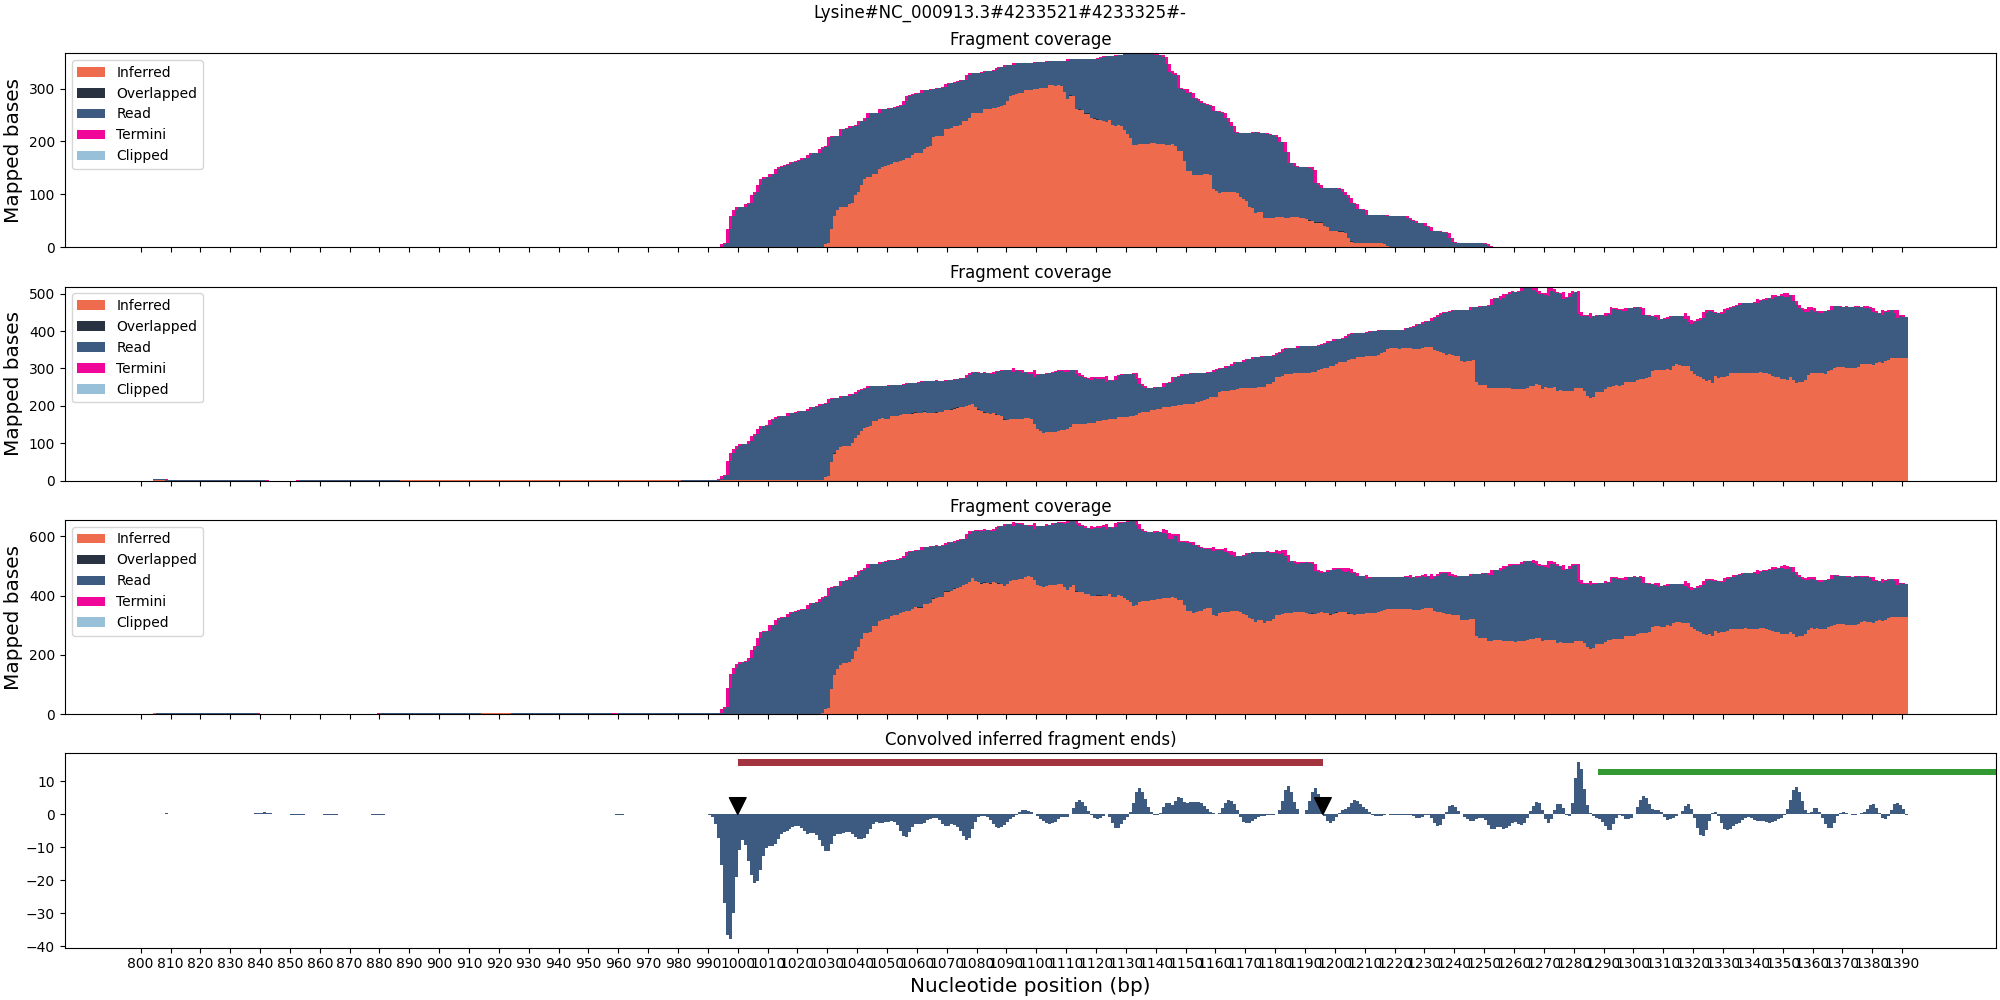 Lysine#NC_000913.3#4233521#4233325#-
Fragment coverage
Mapped bases
300
200
100
0
Inferred
Overlapped
Read
Termini
Clipped
Fragment coverage
Mapped bases
500
400
300
200
100
0
Inferred
Overlapped
Read
Termini
Clipped
Fragment coverage
Mapped bases
600
400
200
0
Inferred
Overlapped
Read
Termini
Clipped
Convolved inferred fragment ends)
10
0
−10
−20
−30
−40
800 810 820 830 840 850 860 870 880 890 900 910 920 930 940 950 960 970 980 990 1000 1010 1020 1030 1040 1050 1060 1070 1080 1090 1100 1110 1120 1130 1140 1150 1160 1170 1180 1190 1200 1210 1220 1230 1240 1250 1260 1270 1280 1290 1300 1310 1320 1330 1340 1350 1360 1370 1380 1390
Nucleotide position (bp)